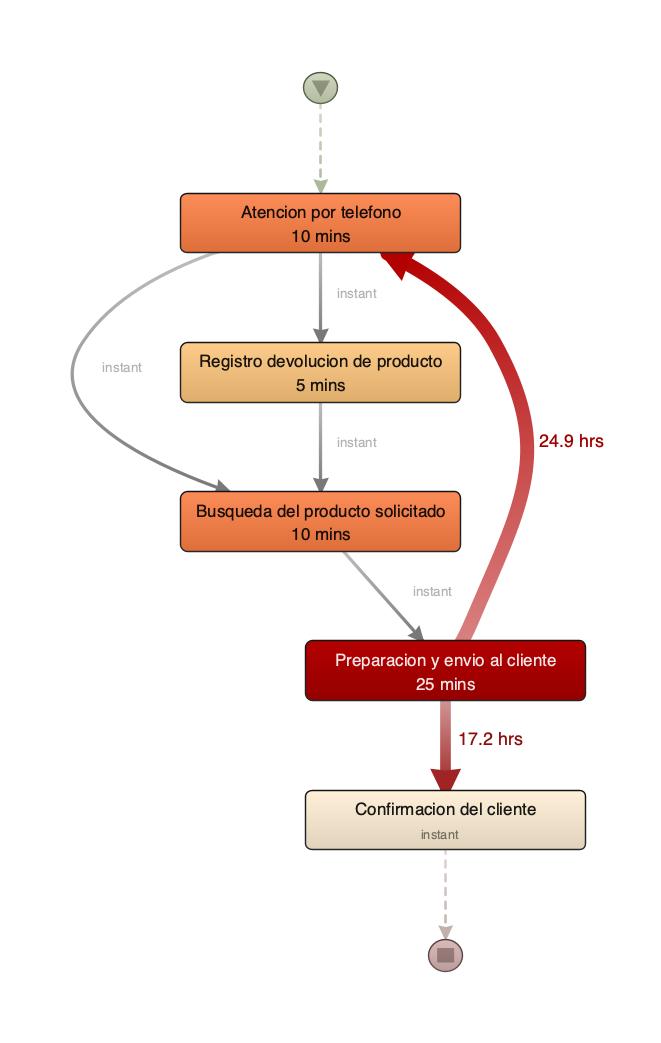 Atencion por telefono
10 mins
instant
instant
Registro devolucion de producto
5 mins
instant
24.9 hrs
Busqueda del producto solicitado
10 mins
instant
Preparacion y envio al cliente
25 mins
17.2 hrs
Confirmacion del cliente
instant